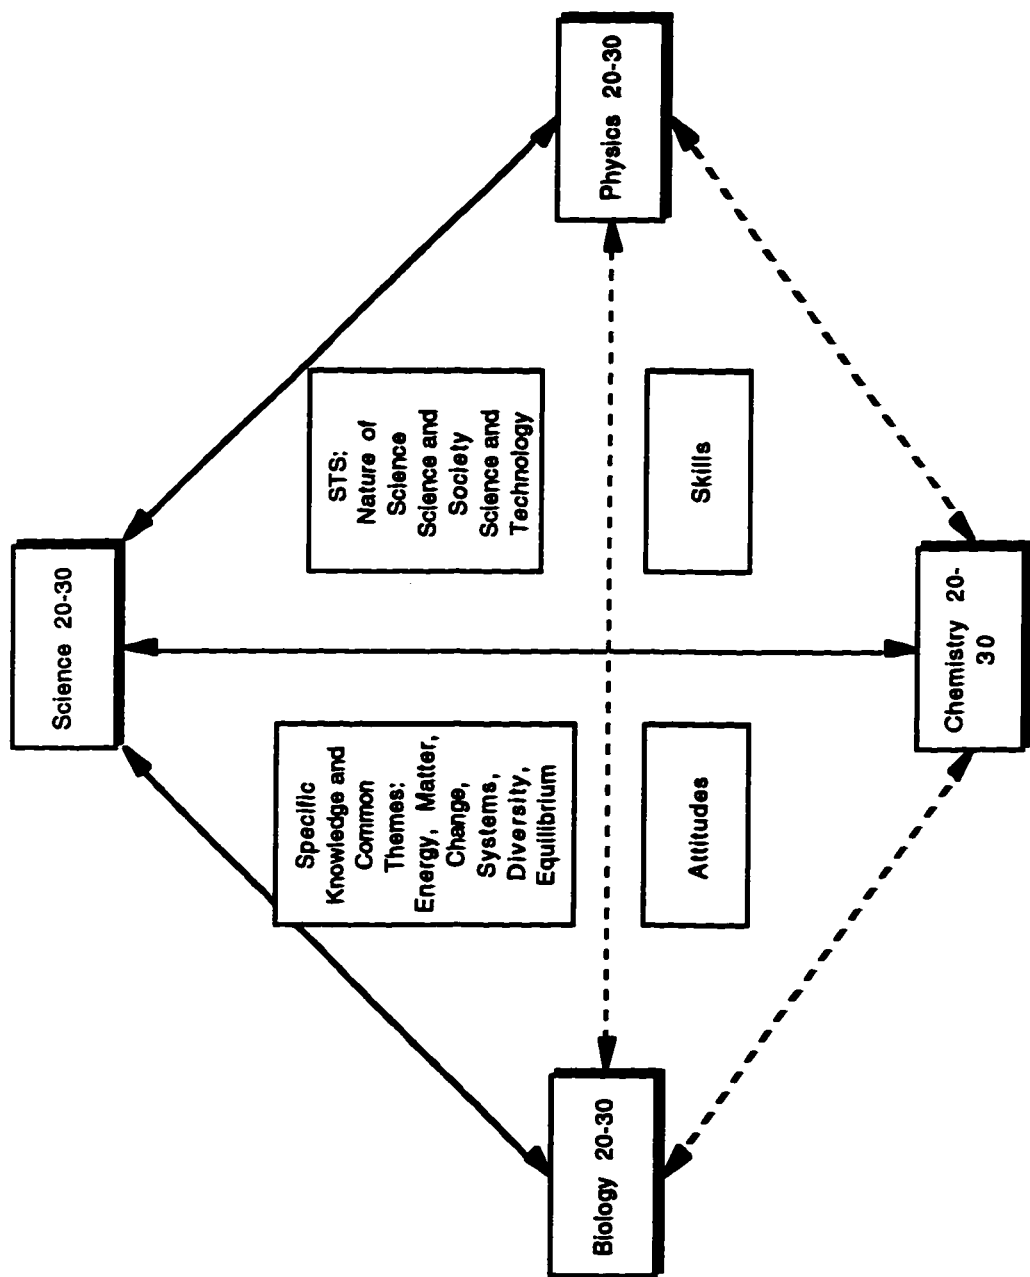 Science 20-30
Specific
Knowledge and
Common
Themes:
Energy, Matter,
Change,
Systems,
Diversity,
Equilibrium
STS:
Nature of
Science
Science and
Society
Science and
Technology
Biology 20-30
Physics 20-30
Attitudes
Skills
Chemistry 20-
30